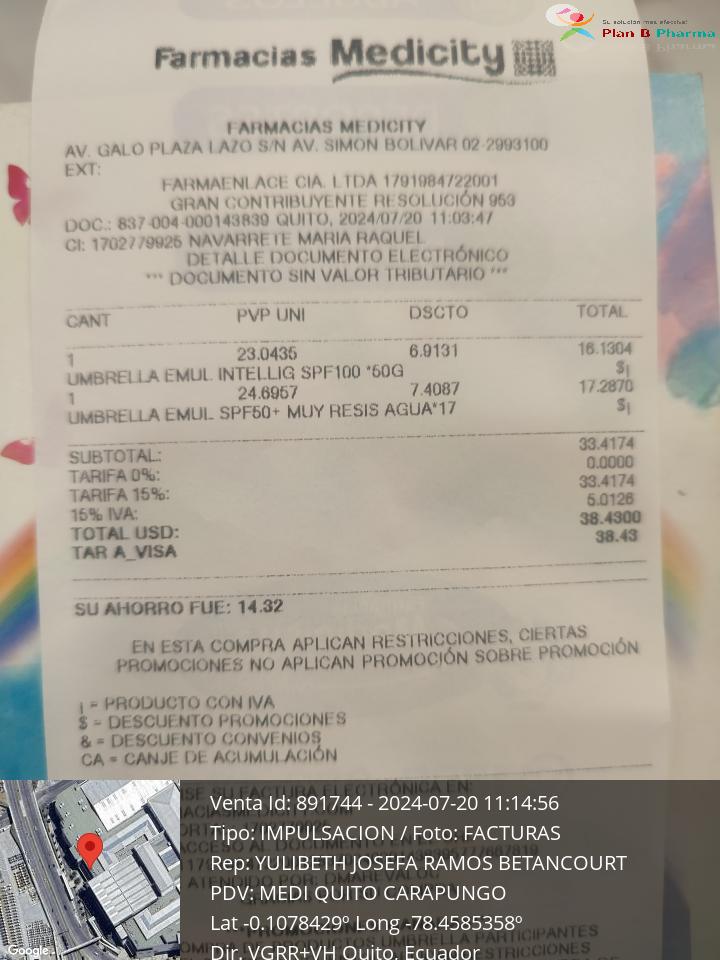 Su solución más efectiva!
Plan B Pharma
Farmacias Medicity
FARMACIAS MEDICITY
AV. GALO PLAZA LAZO S/N AV. SIMON BOLIVAR 02-2993100
EXT:
FARMAENLACE CIA. LTDA 1791984722001
GRAN CONTRIBUYENTE RESOLUCIÓN 953
DOC.: 837-004-000143839 QUITO, 2024/07/20 11:03:47
CI: 1702779925 NAVARRETE MARIA RAQUEL
DETALLE DOCUMENTO ELECTRÓNICO
*** DOCUMENTO SIN VALOR TRIBUTARIO ***
CANT PVP UNI DSCTO TOTAL
1 23.0435 6.9131 16.1304
UMBRELLA EMUL INTELLIG SPF100 *50G $¡
1 24.6957 7.4087 17.2870
UMBRELLA EMUL SPF50+ MUY RESIS AGUA*17 $¡
SUBTOTAL: 33.4174
TARIFA 0%: 0.0000
TARIFA 15%: 33.4174
15% IVA: 5.0126
TOTAL USD: 38.4300
TAR A_VISA 38.43
SU AHORRO FUE: 14.32
EN ESTA COMPRA APLICAN RESTRICCIONES, CIERTAS
PROMOCIONES NO APLICAN PROMOCIÓN SOBRE PROMOCIÓN
¡ = PRODUCTO CON IVA
$ = DESCUENTO PROMOCIONES
& = DESCUENTO CONVENIOS
CA = CANJE DE ACUMULACIÓN
Venta Id: 891744 - 2024-07-20 11:14:56
Tipo: IMPULSACION / Foto: FACTURAS
Rep: YULIBETH JOSEFA RAMOS BETANCOURT
PDV: MEDI QUITO CARAPUNGO
Lat -0.1078429º Long -78.4585358º
Dir. VGRR+VH Quito, Ecuador
Google